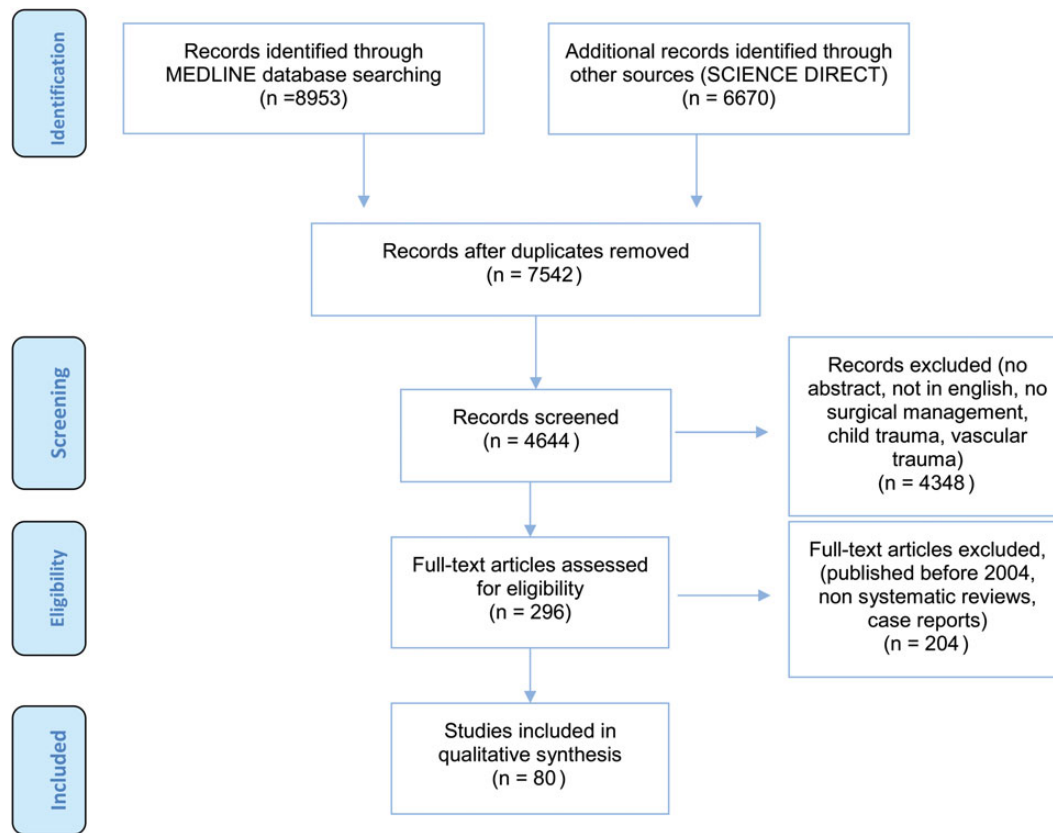 Identification
Records identified through
MEDLINE database searching
(n =8953)
Additional records identified through
other sources (SCIENCE DIRECT)
(n = 6670)
Records after duplicates removed
(n = 7542)
Screening
Records screened
(n = 4644)
Records excluded (no
abstract, not in english, no
surgical management,
child trauma, vascular
trauma)
(n = 4348)
Eligibility
Full-text articles assessed
for eligibility
(n = 296)
Full-text articles excluded,
(published before 2004,
non systematic reviews,
case reports)
(n = 204)
Included
Studies included in
qualitative synthesis
(n = 80)